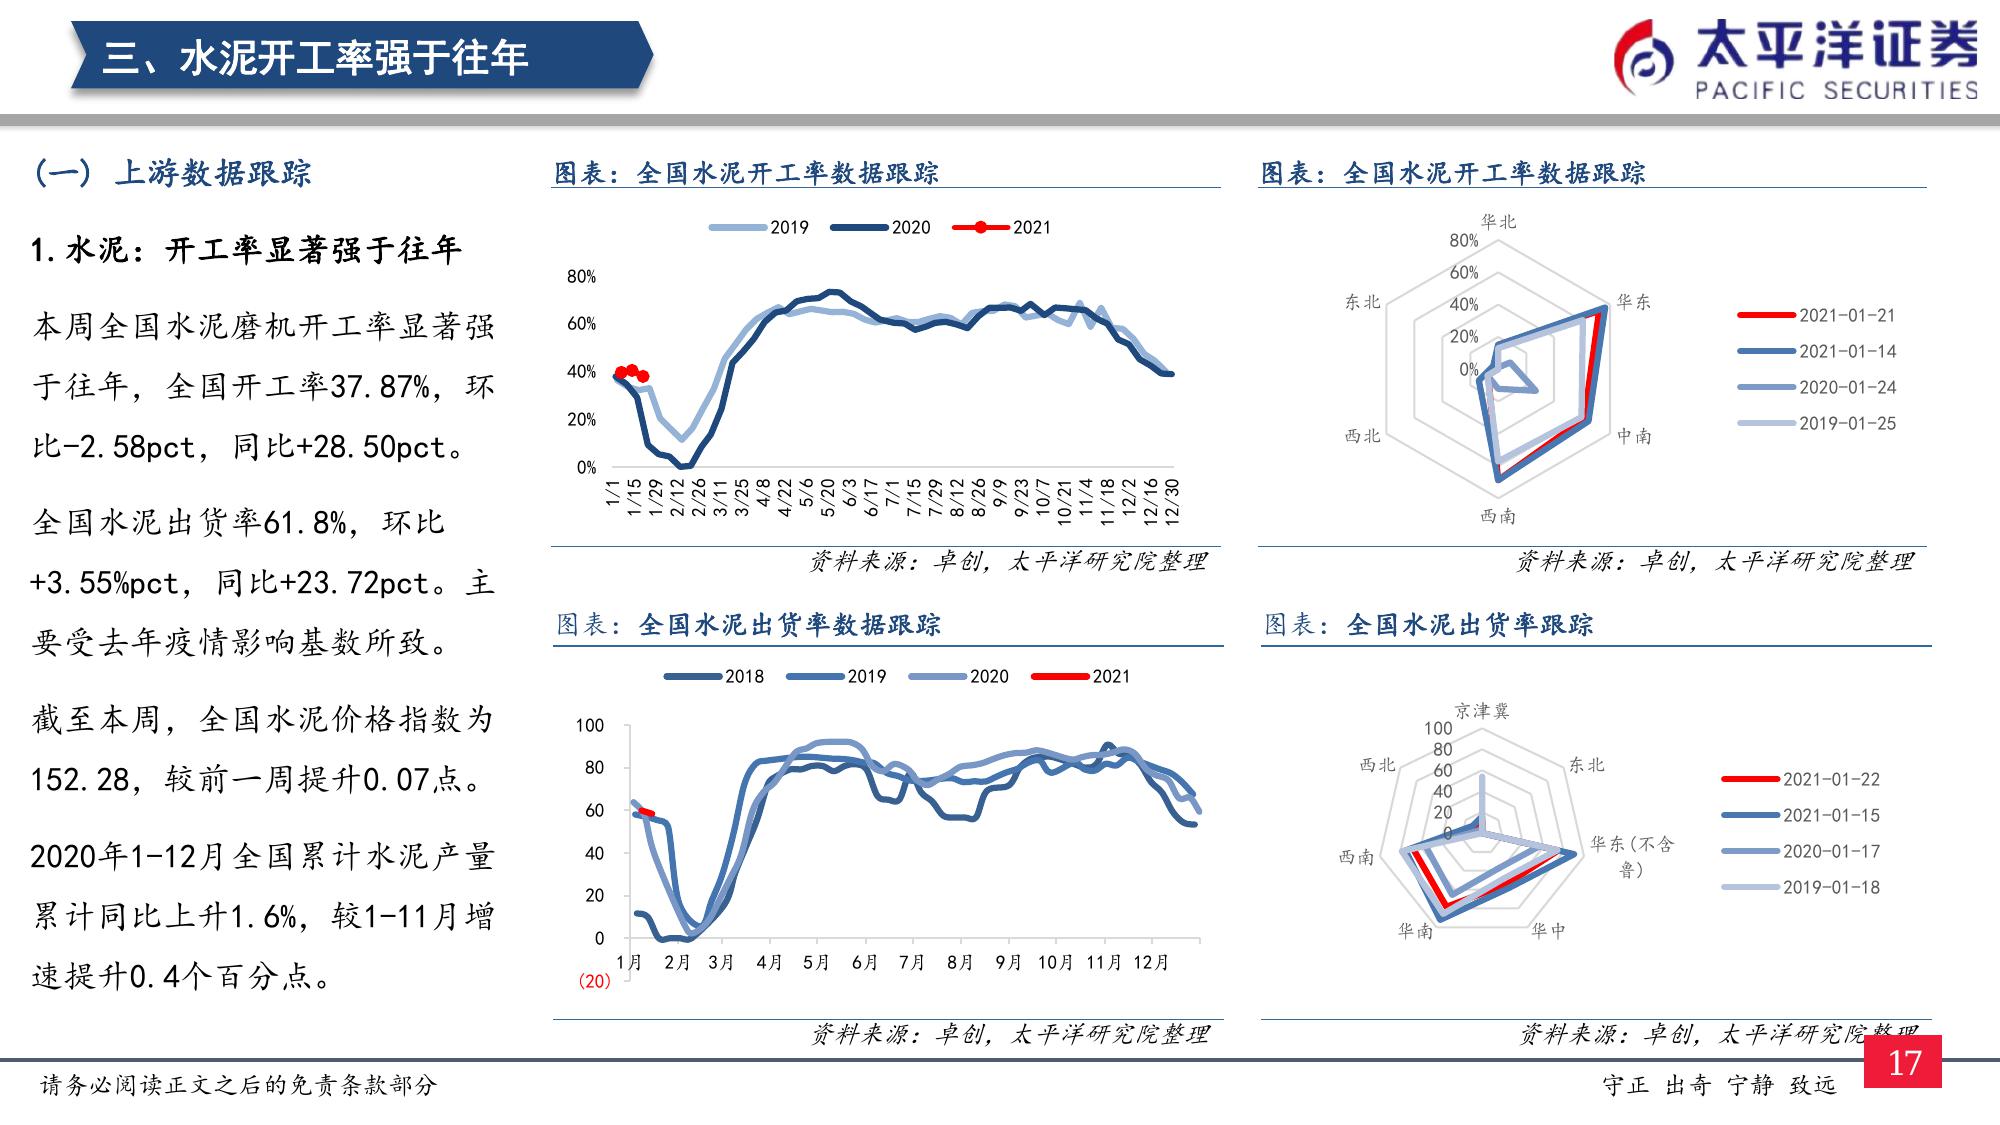 三、水泥开工率强于往年
太平洋证券
PACIFIC SECURITIES
(一) 上游数据跟踪
1.水泥：开工率显著强于往年
本周全国水泥磨机开工率显著强
于往年，全国开工率37.87%，环
比-2.58pct，同比+28.50pct。
全国水泥出货率61.8%，环比
+3.55%pct，同比+23.72pct。主
要受去年疫情影响基数所致。
截至本周，全国水泥价格指数为
152.28，较前一周提升0.07点。
2020年1-12月全国累计水泥产量
累计同比上升1.6%，较1-11月增
速提升0.4个百分点。
图表：全国水泥开工率数据跟踪
2019 2020 2021
80%
60%
40%
20%
0%
1/1 1/15 1/29 2/12 2/26 3/11 3/25 4/8 4/22 5/6 5/20 6/3 6/17 7/1 7/15 7/29 8/12 8/26 9/9 9/23 10/7 10/21 11/4 11/18 12/2 12/16 12/30
资料来源：卓创，太平洋研究院整理
图表：全国水泥开工率数据跟踪
华北
80%
60%
40%
20%
0%
东北
华东
西北
中南
西南
2021-01-21
2021-01-14
2020-01-24
2019-01-25
资料来源：卓创，太平洋研究院整理
图表：全国水泥出货率数据跟踪
2018 2019 2020 2021
100
80
60
40
20
0
(20)
1月 2月 3月 4月 5月 6月 7月 8月 9月 10月 11月 12月
资料来源：卓创，太平洋研究院整理
图表：全国水泥出货率跟踪
京津冀
100
80
60
40
20
0
西北
东北
华东(不含
鲁)
西南
华南
华中
2021-01-22
2021-01-15
2020-01-17
2019-01-18
资料来源：卓创，太平洋研究院整理
17
请务必阅读正文之后的免责条款部分
守正 出奇 宁静 致远